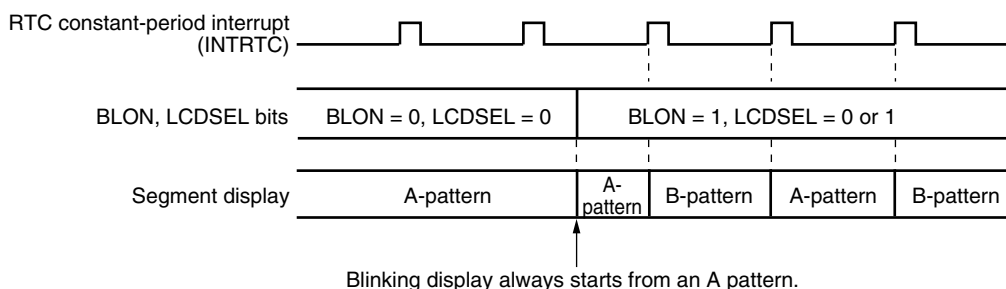 RTC constant-period interrupt
(INTRTC)
BLON, LCDSEL bits
BLON = 0, LCDSEL = 0
BLON = 1, LCDSEL = 0 or 1
Segment display
A-pattern
A-
pattern
B-pattern
A-pattern
B-pattern
Blinking display always starts from an A pattern.